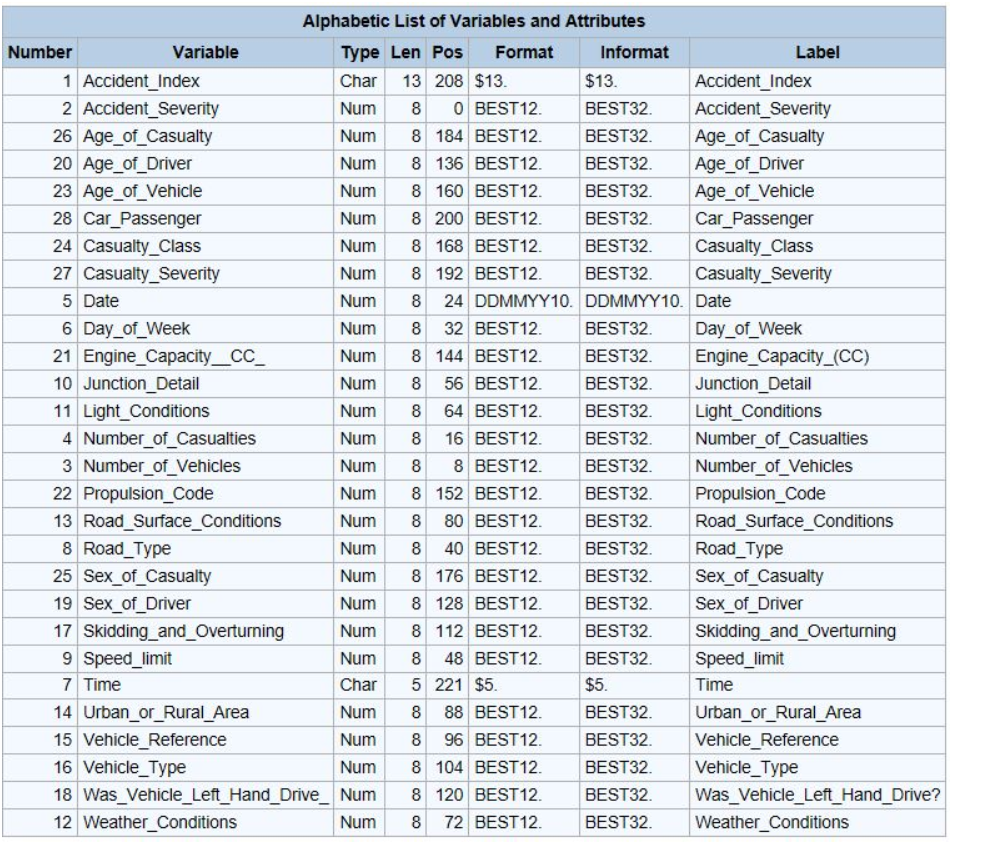 Alphabetic List of Variables and Attributes
Number Variable Type Len Pos Format Informat Label
1 Accident_Index Char 13 208 $13. $13. Accident_Index
2 Accident_Severity Num 8 0 BEST12. BEST32. Accident_Severity
26 Age_of_Casualty Num 8 184 BEST12. BEST32. Age_of_Casualty
20 Age_of_Driver Num 8 136 BEST12. BEST32. Age_of_Driver
23 Age_of_Vehicle Num 8 160 BEST12. BEST32. Age_of_Vehicle
28 Car_Passenger Num 8 200 BEST12. BEST32. Car_Passenger
24 Casualty_Class Num 8 168 BEST12. BEST32. Casualty_Class
27 Casualty_Severity Num 8 192 BEST12. BEST32. Casualty_Severity
5 Date Num 8 24 DDMMYY10. DDMMYY10. Date
6 Day_of_Week Num 8 32 BEST12. BEST32. Day_of_Week
21 Engine_Capacity__CC_ Num 8 144 BEST12. BEST32. Engine_Capacity_(CC)
10 Junction_Detail Num 8 56 BEST12. BEST32. Junction_Detail
11 Light_Conditions Num 8 64 BEST12. BEST32. Light_Conditions
4 Number_of_Casualties Num 8 16 BEST12. BEST32. Number_of_Casualties
3 Number_of_Vehicles Num 8 8 BEST12. BEST32. Number_of_Vehicles
22 Propulsion_Code Num 8 152 BEST12. BEST32. Propulsion_Code
13 Road_Surface_Conditions Num 8 80 BEST12. BEST32. Road_Surface_Conditions
8 Road_Type Num 8 40 BEST12. BEST32. Road_Type
25 Sex_of_Casualty Num 8 176 BEST12. BEST32. Sex_of_Casualty
19 Sex_of_Driver Num 8 128 BEST12. BEST32. Sex_of_Driver
17 Skidding_and_Overturning Num 8 112 BEST12. BEST32. Skidding_and_Overturning
9 Speed_limit Num 8 48 BEST12. BEST32. Speed_limit
7 Time Char 5 221 $5. $5. Time
14 Urban_or_Rural_Area Num 8 88 BEST12. BEST32. Urban_or_Rural_Area
15 Vehicle_Reference Num 8 96 BEST12. BEST32. Vehicle_Reference
16 Vehicle_Type Num 8 104 BEST12. BEST32. Vehicle_Type
18 Was_Vehicle_Left_Hand_Drive_ Num 8 120 BEST12. BEST32. Was_Vehicle_Left_Hand_Drive?
12 Weather_Conditions Num 8 72 BEST12. BEST32. Weather_Conditions